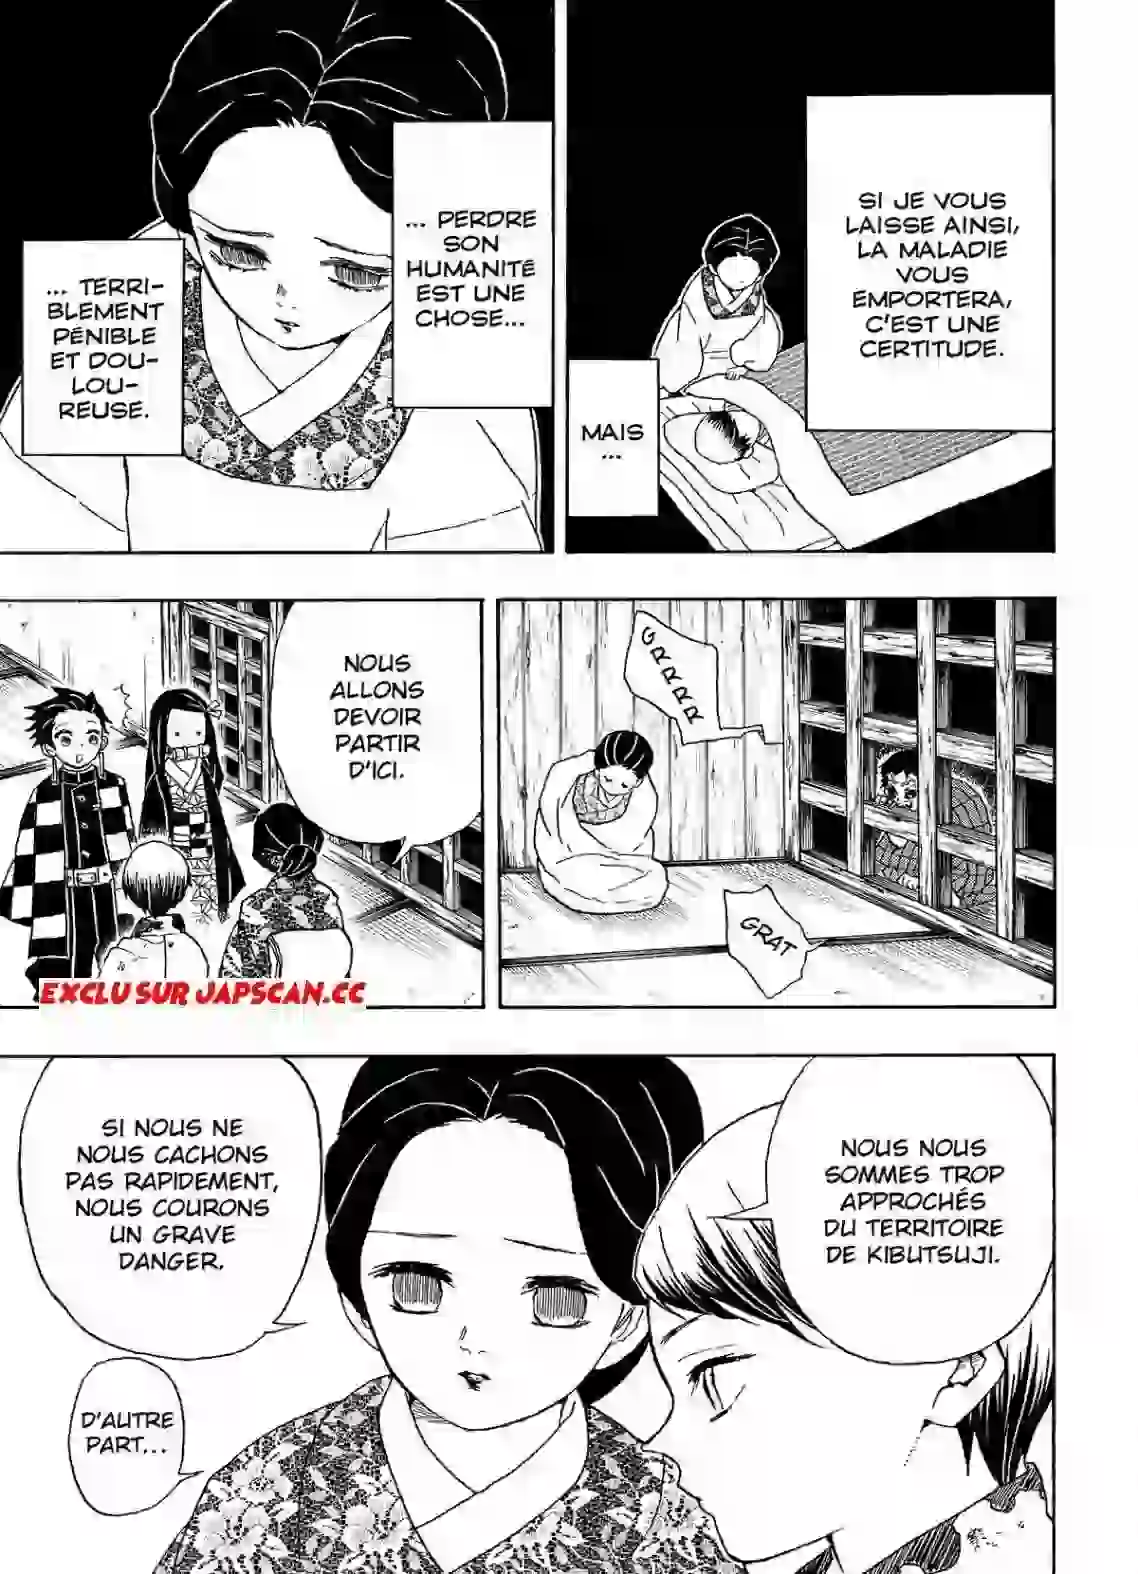 SI JE VOUS
LAISSE AINSI,
LA MALADIE
VOUS
EMPORTERA,
C'EST UNE
CERTITUDE.
MAIS
...
... PERDRE
SON
HUMANITÉ
EST UNE
CHOSE...
... TERRI-
BLEMENT
PÉNIBLE
ET DOU-
LOU-
REUSE.
GRRRRR
GRAT
NOUS
ALLONS
DEVOIR
PARTIR
D'ICI.
EXCLU SUR JAPSCAN.CC
NOUS NOUS
SOMMES TROP
APPROCHÉS
DU TERRITOIRE
DE KIBUTSUJI.
SI NOUS NE
NOUS CACHONS
PAS RAPIDEMENT,
NOUS COURONS
UN GRAVE
DANGER.
D'AUTRE
PART...